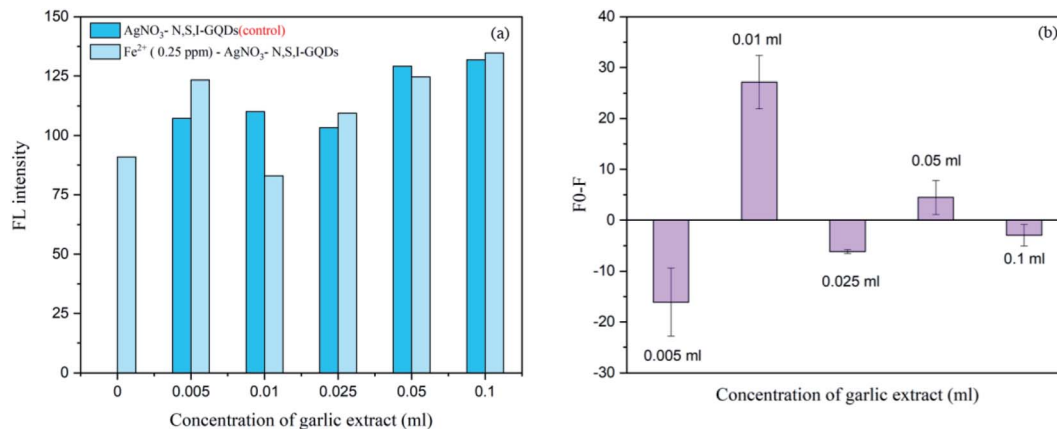 (a)
AgNO₃- N,S,I-GQDs(control)
Fe²⁺ ( 0.25 ppm) - AgNO₃- N,S,I-GQDs
150
125
100
75
50
25
0
FL intensity
0 0.005 0.01 0.025 0.05 0.1
Concentration of garlic extract (ml)
(b)
40
30
20
10
0
-10
-20
-30
F0-F
0.01 ml
0.05 ml
0.025 ml
0.1 ml
0.005 ml
Concentration of garlic extract (ml)